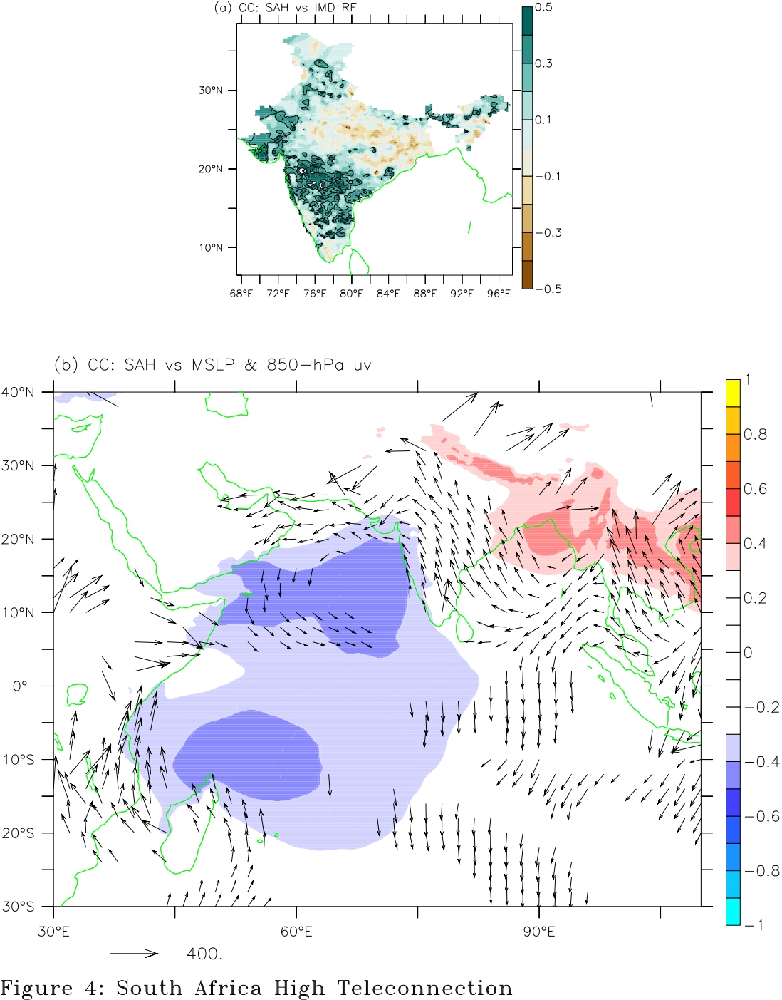 (a) CC: SAH vs IMD RF
0.5
0.3
0.1
−0.1
−0.3
−0.5
30°N
20°N
10°N
68°E 72°E 76°E 80°E 84°E 88°E 92°E 96°E
(b) CC: SAH vs MSLP & 850−hPa uv
40°N
30°N
20°N
10°N
0°
10°S
20°S
30°S
30°E 60°E 90°E
1
0.8
0.6
0.4
0.2
0
−0.2
−0.4
−0.6
−0.8
−1
400.
Figure 4: South Africa High Teleconnection